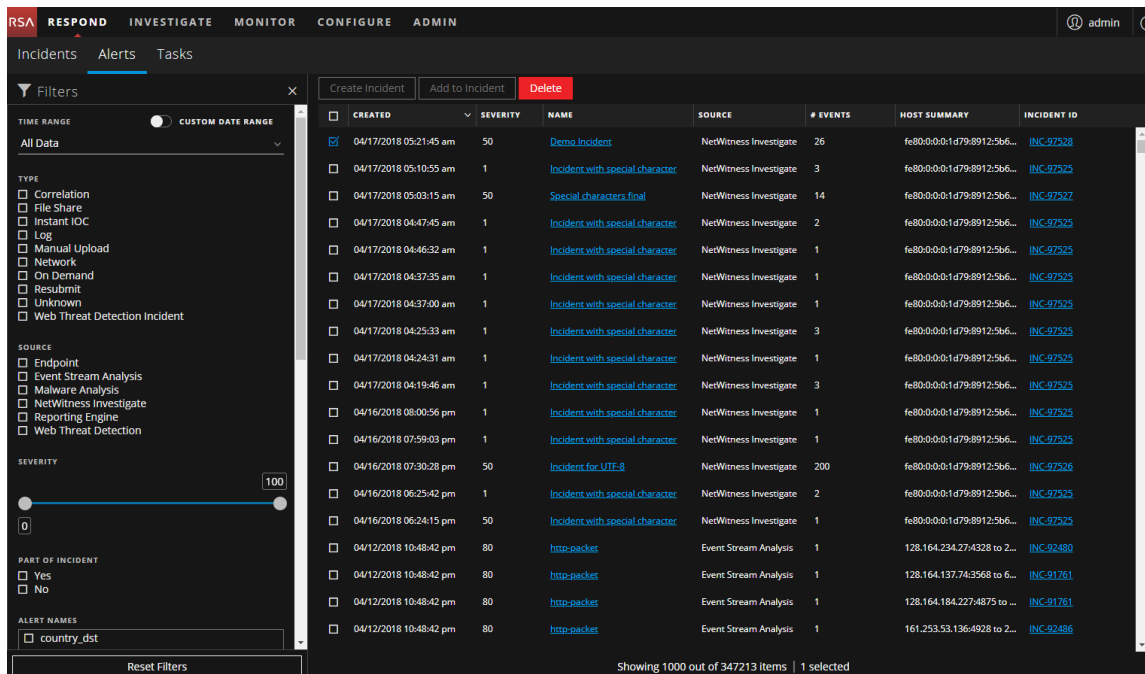 RSA RESPOND INVESTIGATE MONITOR CONFIGURE ADMIN admin
Incidents Alerts Tasks
Filters
TIME RANGE CUSTOM DATE RANGE
All Data
TYPE
Correlation
File Share
Instant IOC
Log
Manual Upload
Network
On Demand
Resubmit
Unknown
Web Threat Detection Incident
SOURCE
Endpoint
Event Stream Analysis
Malware Analysis
NetWitness Investigate
Reporting Engine
Web Threat Detection
SEVERITY
100
0
PART OF INCIDENT
Yes
No
ALERT NAMES
country_dst
Reset Filters
Create Incident Add to Incident Delete
CREATED SEVERITY NAME SOURCE # EVENTS HOST SUMMARY INCIDENT ID
04/17/2018 05:21:45 am 50 Demo Incident NetWitness Investigate 26 fe80:0:0:0:1d79:8912:5b6... INC-97528
04/17/2018 05:10:55 am 1 Incident with special character NetWitness Investigate 3 fe80:0:0:0:1d79:8912:5b6... INC-97525
04/17/2018 05:03:15 am 50 Special characters final NetWitness Investigate 14 fe80:0:0:0:1d79:8912:5b6... INC-97527
04/17/2018 04:47:45 am 1 Incident with special character NetWitness Investigate 2 fe80:0:0:0:1d79:8912:5b6... INC-97525
04/17/2018 04:46:32 am 1 Incident with special character NetWitness Investigate 1 fe80:0:0:0:1d79:8912:5b6... INC-97525
04/17/2018 04:37:35 am 1 Incident with special character NetWitness Investigate 1 fe80:0:0:0:1d79:8912:5b6... INC-97525
04/17/2018 04:37:00 am 1 Incident with special character NetWitness Investigate 1 fe80:0:0:0:1d79:8912:5b6... INC-97525
04/17/2018 04:25:33 am 1 Incident with special character NetWitness Investigate 3 fe80:0:0:0:1d79:8912:5b6... INC-97525
04/17/2018 04:24:31 am 1 Incident with special character NetWitness Investigate 1 fe80:0:0:0:1d79:8912:5b6... INC-97525
04/17/2018 04:19:46 am 1 Incident with special character NetWitness Investigate 3 fe80:0:0:0:1d79:8912:5b6... INC-97525
04/16/2018 08:00:56 pm 1 Incident with special character NetWitness Investigate 1 fe80:0:0:0:1d79:8912:5b6... INC-97525
04/16/2018 07:59:03 pm 1 Incident with special character NetWitness Investigate 1 fe80:0:0:0:1d79:8912:5b6... INC-97525
04/16/2018 07:30:28 pm 50 Incident for UTF-8 NetWitness Investigate 200 fe80:0:0:0:1d79:8912:5b6... INC-97526
04/16/2018 06:25:42 pm 1 Incident with special character NetWitness Investigate 2 fe80:0:0:0:1d79:8912:5b6... INC-97525
04/16/2018 06:24:15 pm 50 Incident with special character NetWitness Investigate 1 fe80:0:0:0:1d79:8912:5b6... INC-97525
04/12/2018 10:48:42 pm 80 http-packet Event Stream Analysis 1 128.164.234.27:4328 to 2... INC-92480
04/12/2018 10:48:42 pm 80 http-packet Event Stream Analysis 1 128.164.137.74:3568 to 6... INC-91761
04/12/2018 10:48:42 pm 80 http-packet Event Stream Analysis 1 128.164.184.227:4875 to ... INC-91761
04/12/2018 10:48:42 pm 80 http-packet Event Stream Analysis 1 161.253.53.136:4928 to 2... INC-92486
Showing 1000 out of 347213 items | 1 selected